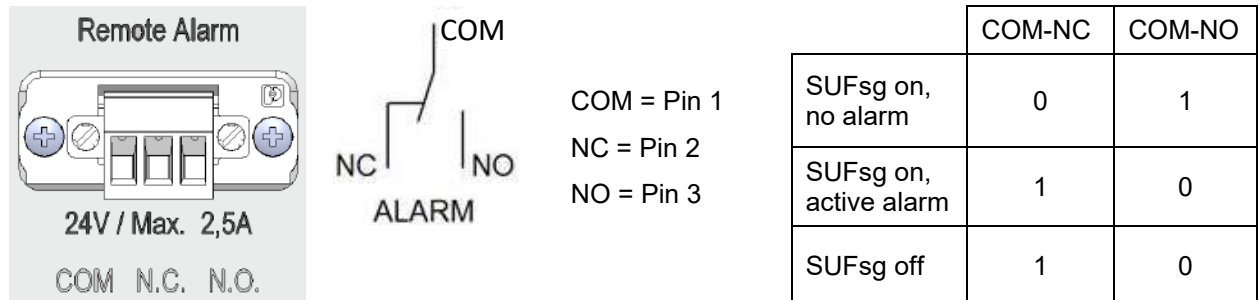 Remote Alarm
24V / Max. 2,5A
COM N.C. N.O.
COM
NC
NO
ALARM
COM = Pin 1
NC = Pin 2
NO = Pin 3
COM-NC COM-NO
SUFsg on,
no alarm 0 1
SUFsg on,
active alarm 1 0
SUFsg off 1 0